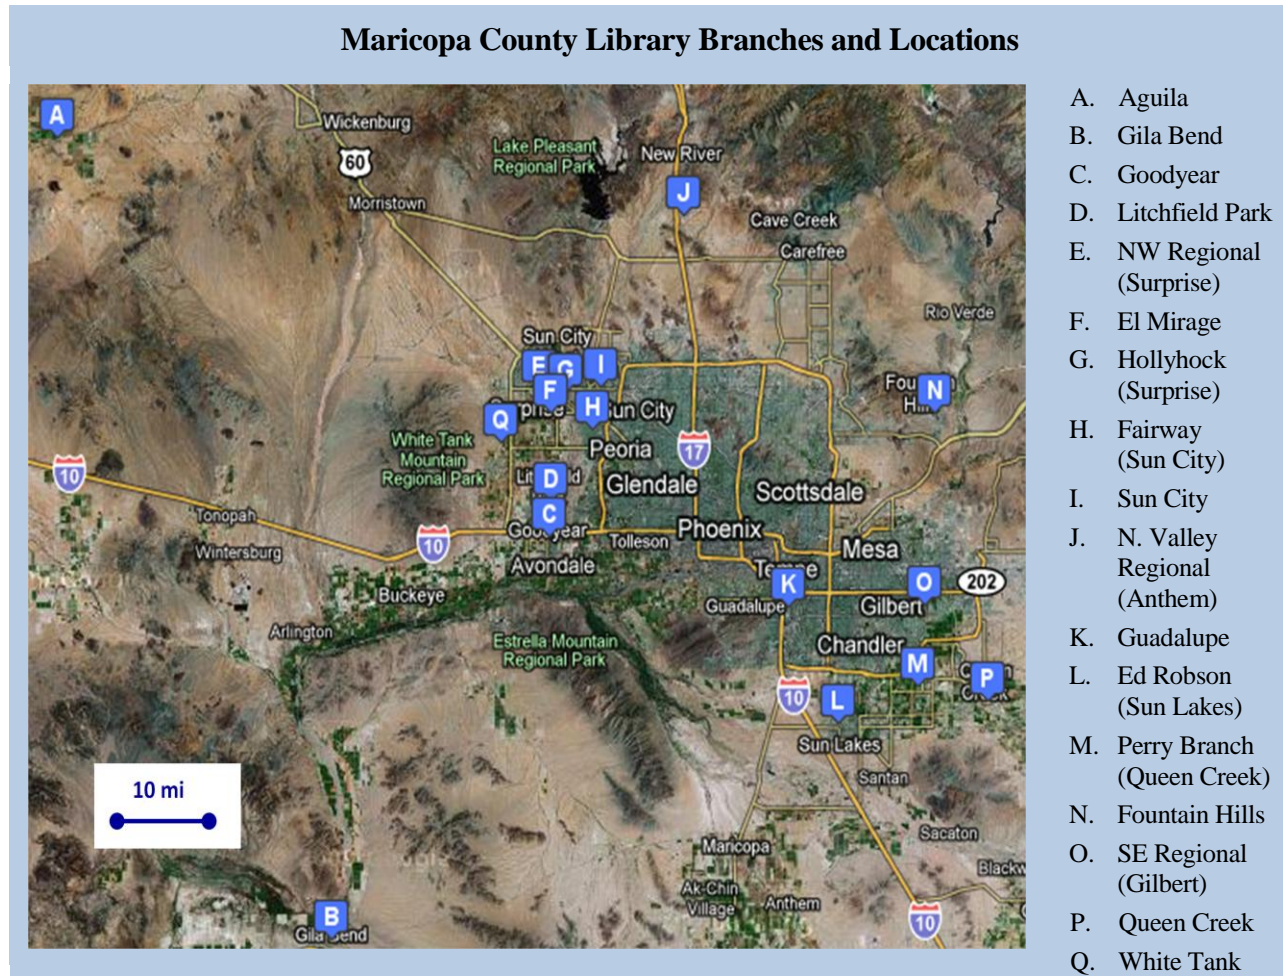 Maricopa County Library Branches and Locations
A
Wickenburg
60
Lake Pleasant
Regional Park
New River
J
Morristown
Cave Creek
Carefree
Rio Verde
Sun City
E
G
I
F
N
H
Sun City
Q
Peoria
White Tank
Mountain
Regional Park
17
10
D
Glendale
Scottsdale
C
Tonopah
10
Phoenix
Tolleson
Wintersburg
Mesa
Avondale
K
O
202
Buckeye
Guadalupe
Gilbert
Arlington
Estrella Mountain
Regional Park
Chandler
M
P
10
L
Sun Lakes
Santan
10 mi
Sacaton
Maricopa
Ak-Chin
Village
Anthem
B
10
A. Aguila
B. Gila Bend
C. Goodyear
D. Litchfield Park
E. NW Regional
(Surprise)
F. El Mirage
G. Hollyhock
(Surprise)
H. Fairway
(Sun City)
I. Sun City
J. N. Valley
Regional
(Anthem)
K. Guadalupe
L. Ed Robson
(Sun Lakes)
M. Perry Branch
(Queen Creek)
N. Fountain Hills
O. SE Regional
(Gilbert)
P. Queen Creek
Q. White Tank